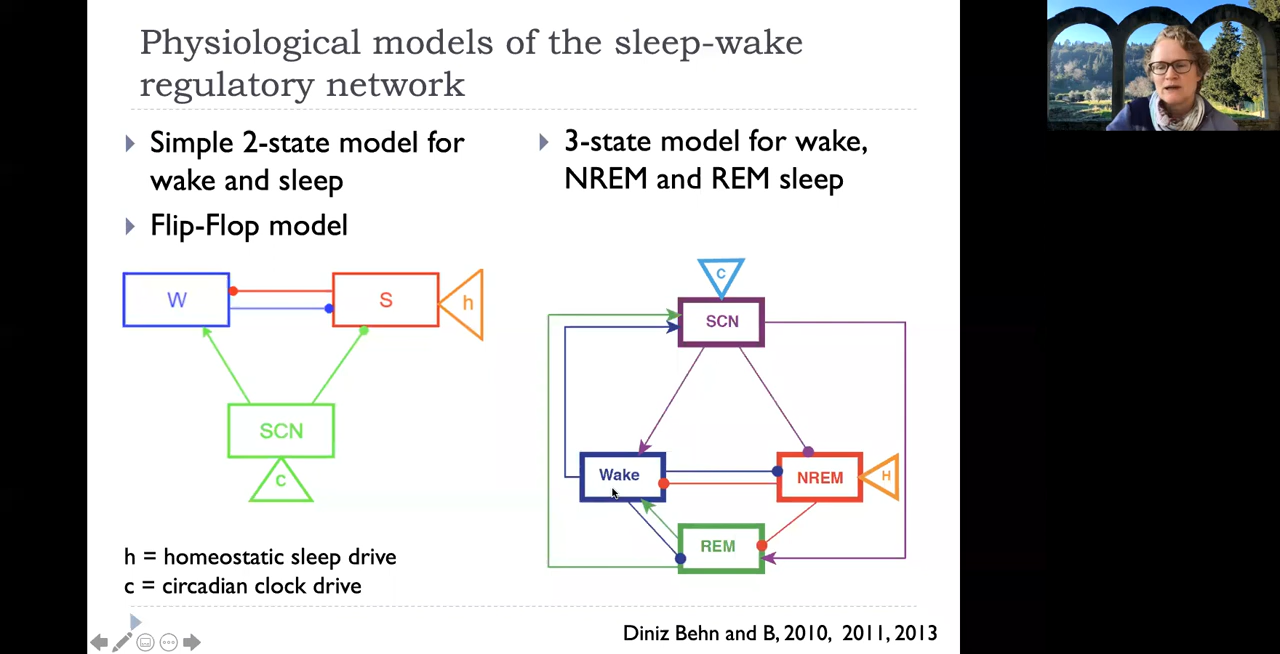 Physiological models of the sleep-wake
regulatory network
Simple 2-state model for
wake and sleep
Flip-Flop model
W
S
h
SCN
C
h = homeostatic sleep drive
c = circadian clock drive
3-state model for wake,
NREM and REM sleep
C
SCN
Wake
NREM
H
REM
Diniz Behn and B, 2010, 2011, 2013